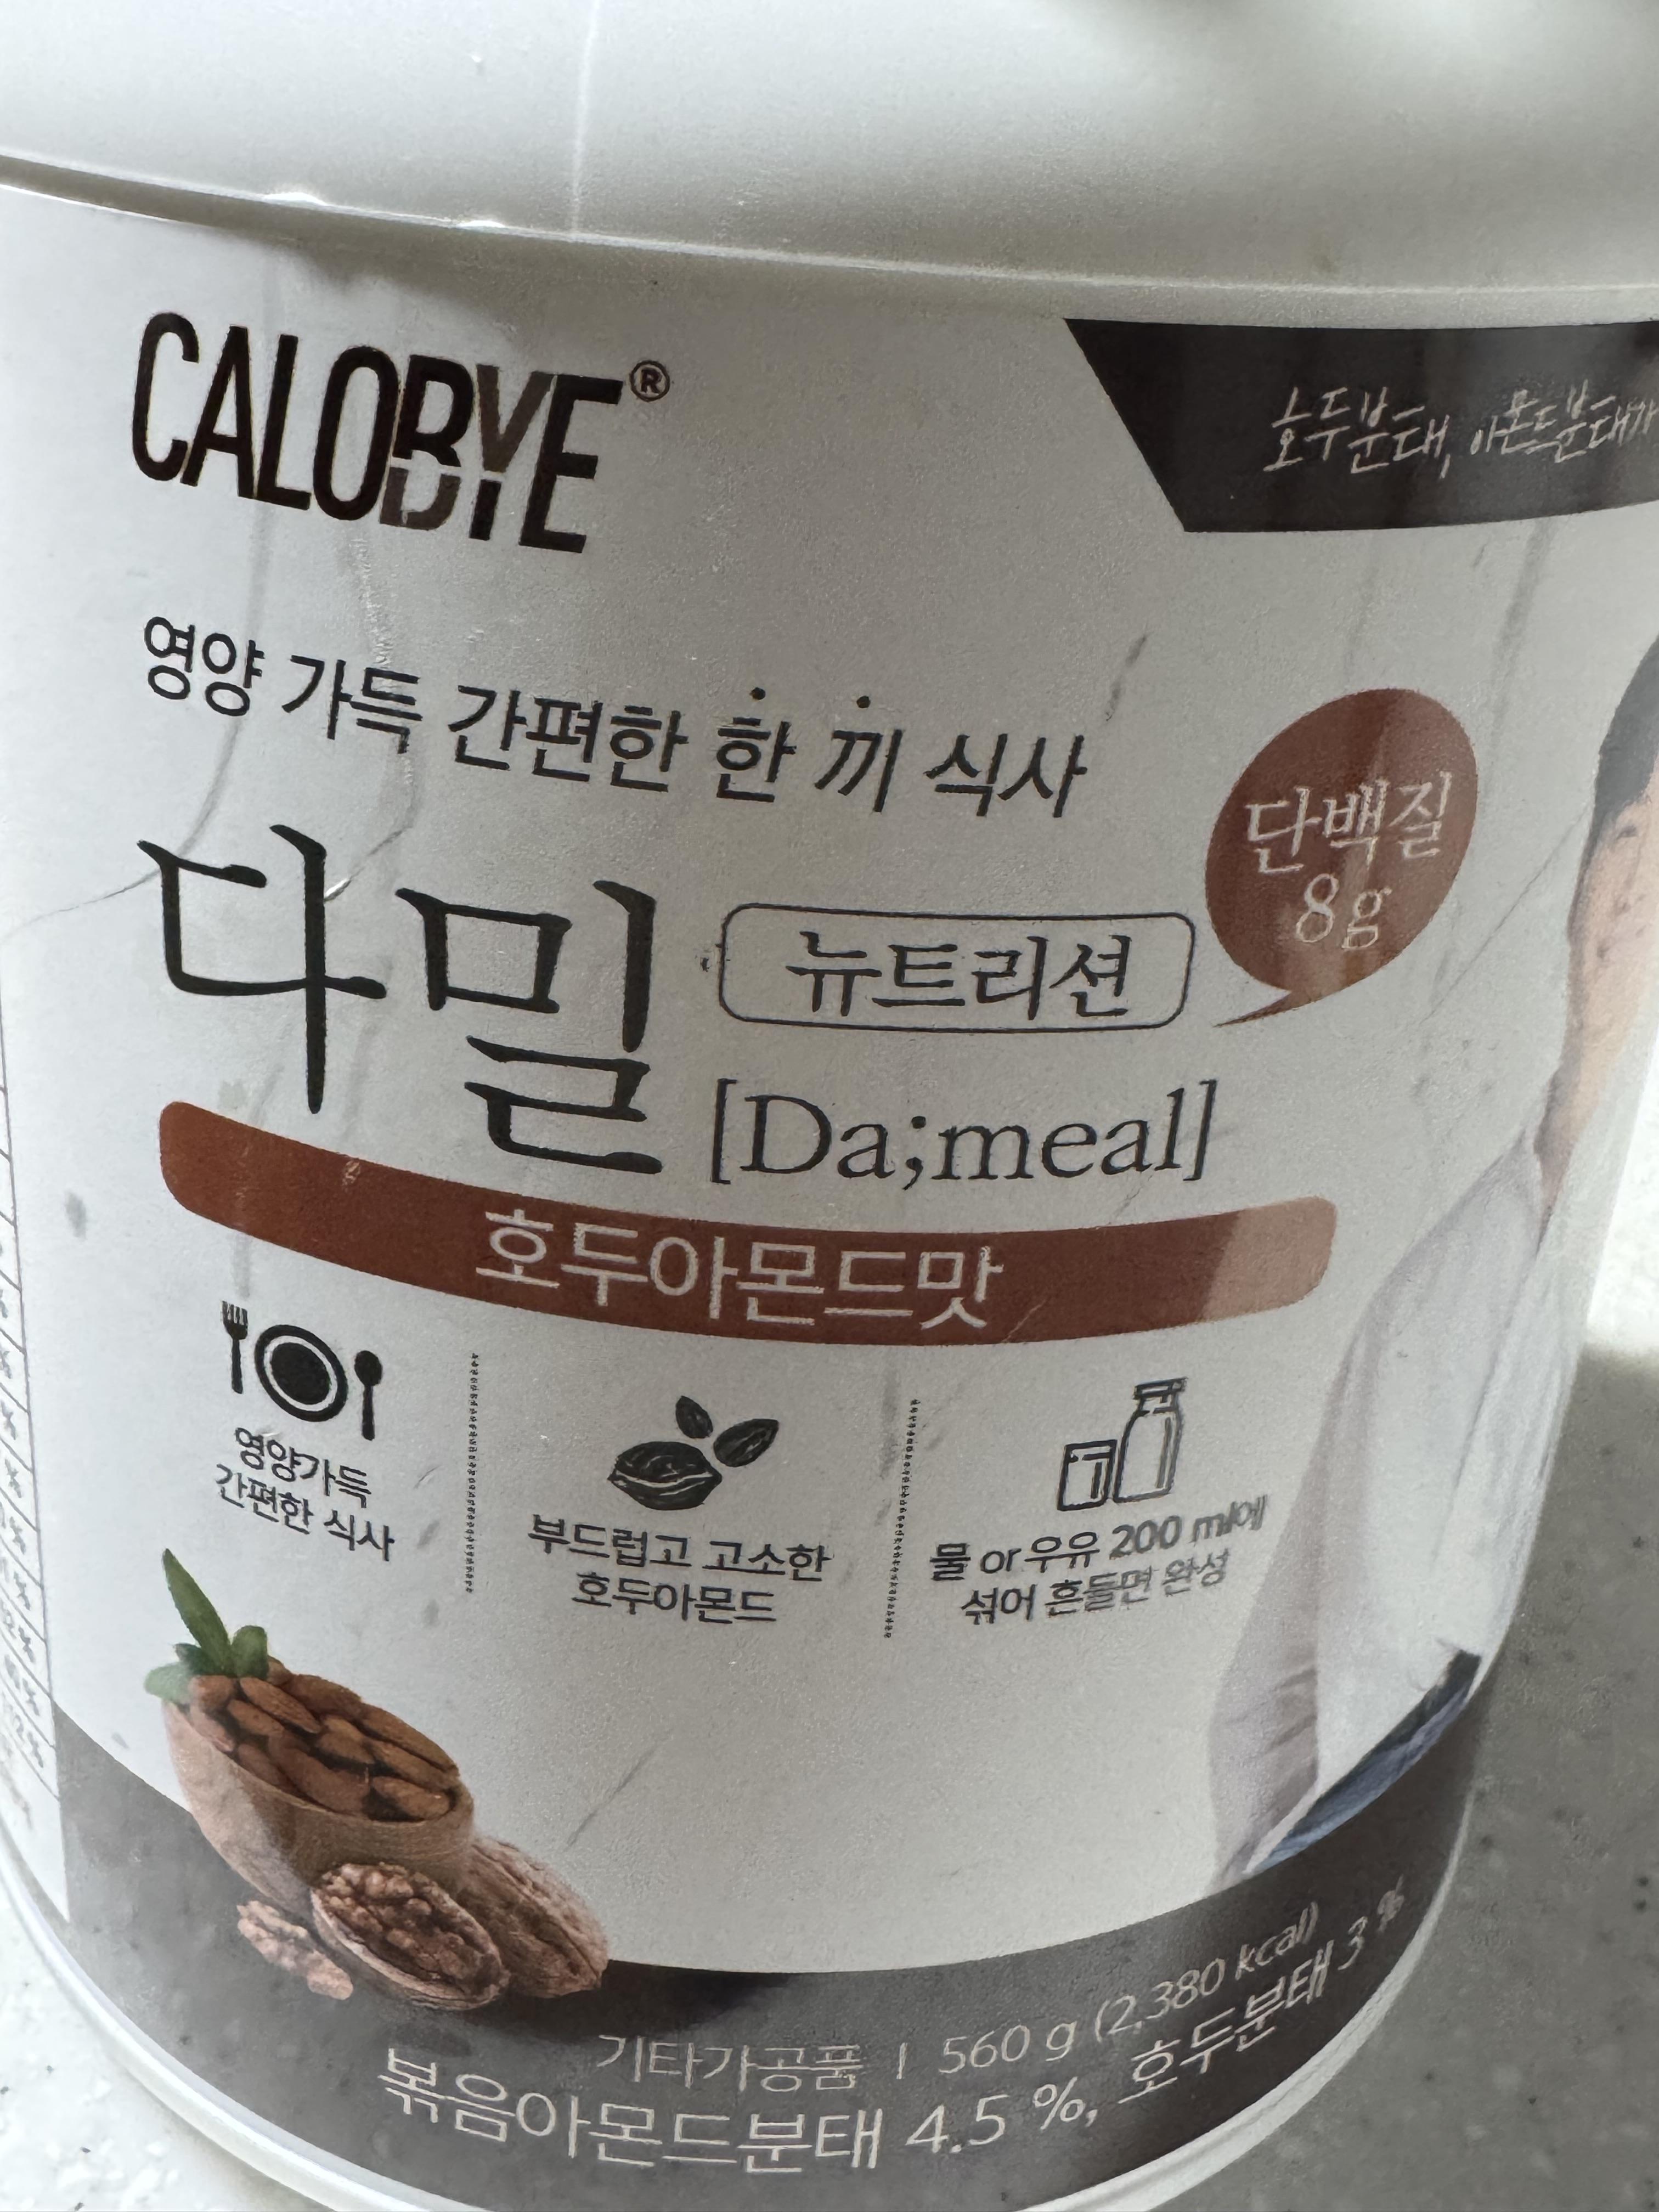 CALOBYE®
호두분태, 아몬드분태가
영양 가득 간편한 한 끼 식사
단백질
8g
다밀 뉴트리션
[Da;meal]
호두아몬드맛
영양가득
간편한 식사
부드럽고 고소한
호두아몬드
물 or 우유 200 ml에
섞어 흔들면 완성
기타가공품 | 560 g (2,380 kcal)
볶음아몬드분태 4.5 %, 호두분태 3 %